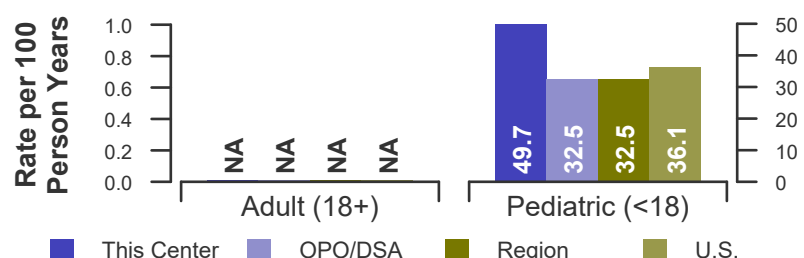 Rate per 100
Person Years
1.0
0.8
0.6
0.4
0.2
0.0
NA
NA
NA
NA
49.7
32.5
32.5
36.1
50
40
30
20
10
0
Adult (18+)
Pediatric (<18)
This Center
OPO/DSA
Region
U.S.